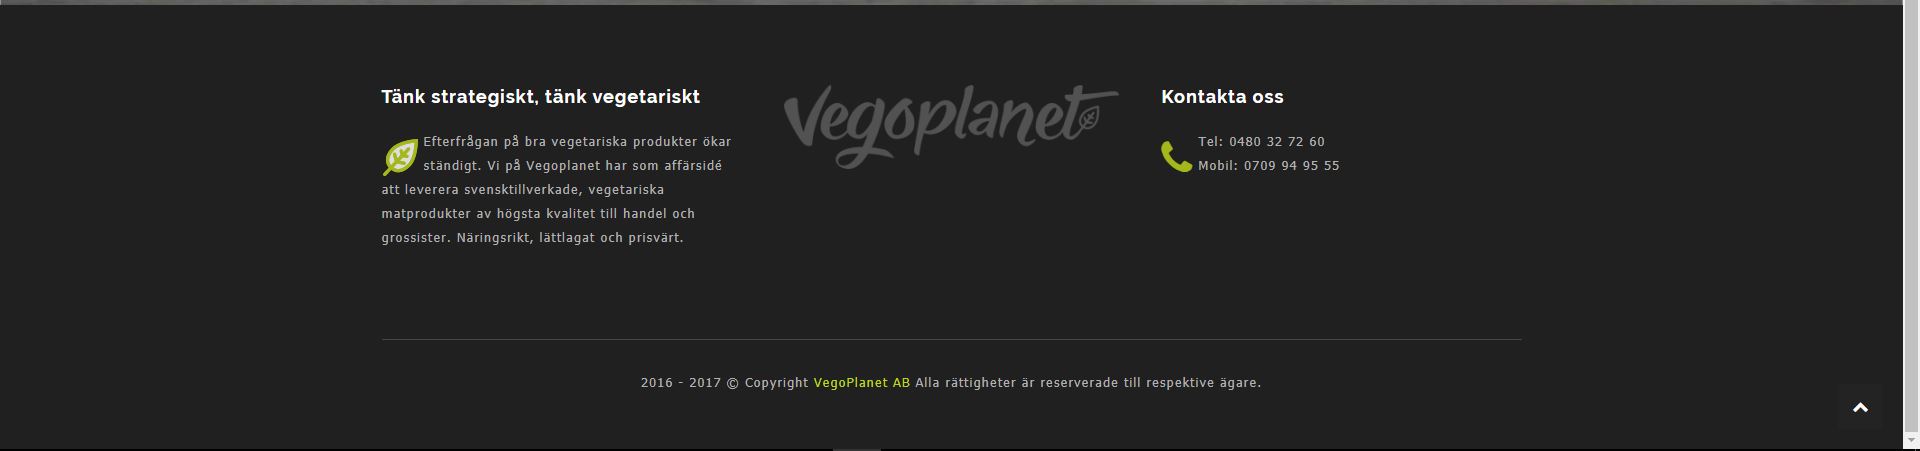 Tänk strategiskt, tänk vegetariskt
Efterfrågan på bra vegetariska produkter ökar
ständigt. Vi på Vegoplanet har som affärsidé
att leverera svensktillverkade, vegetariska
matprodukter av högsta kvalitet till handel och
grossister. Näringsrikt, lättlagat och prisvärt.
Vegoplanet
Kontakta oss
Tel: 0480 32 72 60
Mobil: 0709 94 95 55
2016 - 2017 © Copyright VegoPlanet AB Alla rättigheter är reserverade till respektive ägare.